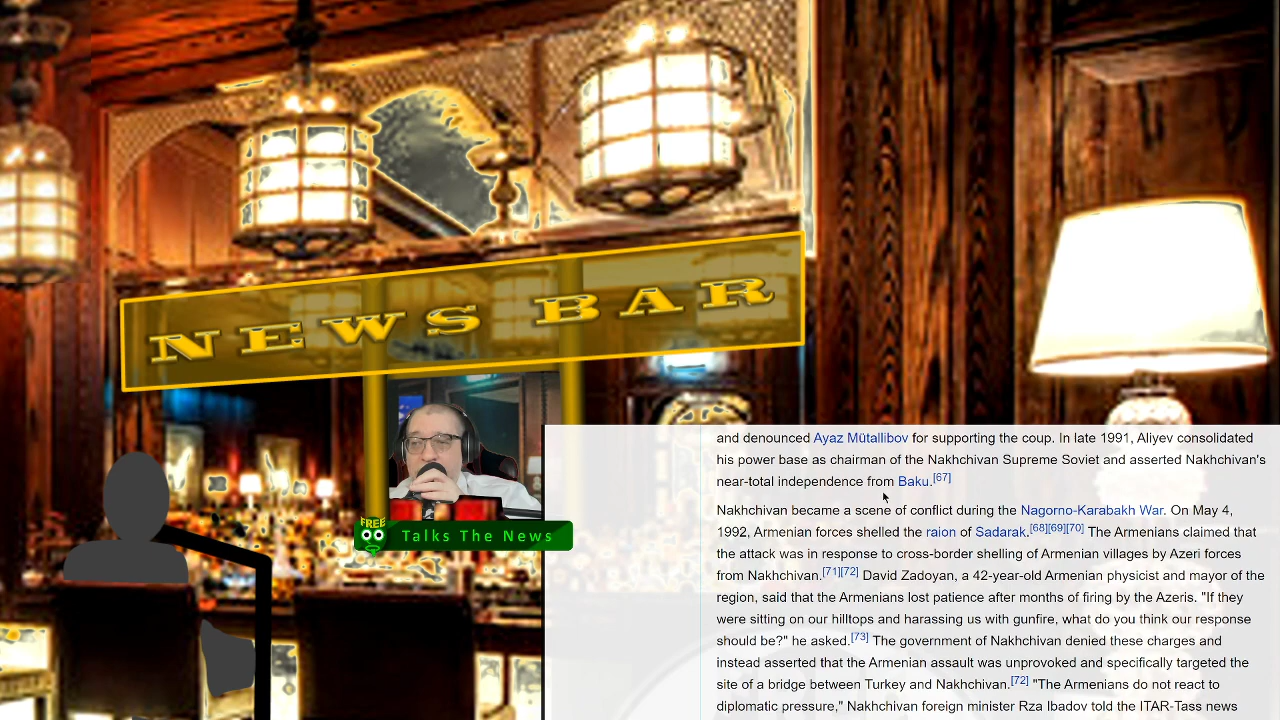 NEWS BAR
FREE
Talks The News
and denounced Ayaz Mütallibov for supporting the coup. In late 1991, Aliyev consolidated
his power base as chairman of the Nakhchivan Supreme Soviet and asserted Nakhchivan's
near-total independence from Baku.[67]
Nakhchivan became a scene of conflict during the Nagorno-Karabakh War. On May 4,
1992, Armenian forces shelled the raion of Sadarak.[68][69][70] The Armenians claimed that
the attack was in response to cross-border shelling of Armenian villages by Azeri forces
from Nakhchivan.[71][72] David Zadoyan, a 42-year-old Armenian physicist and mayor of the
region, said that the Armenians lost patience after months of firing by the Azeris. "If they
were sitting on our hilltops and harassing us with gunfire, what do you think our response
should be?" he asked.[73] The government of Nakhchivan denied these charges and
instead asserted that the Armenian assault was unprovoked and specifically targeted the
site of a bridge between Turkey and Nakhchivan.[72] "The Armenians do not react to
diplomatic pressure," Nakhchivan foreign minister Rza Ibadov told the ITAR-Tass news